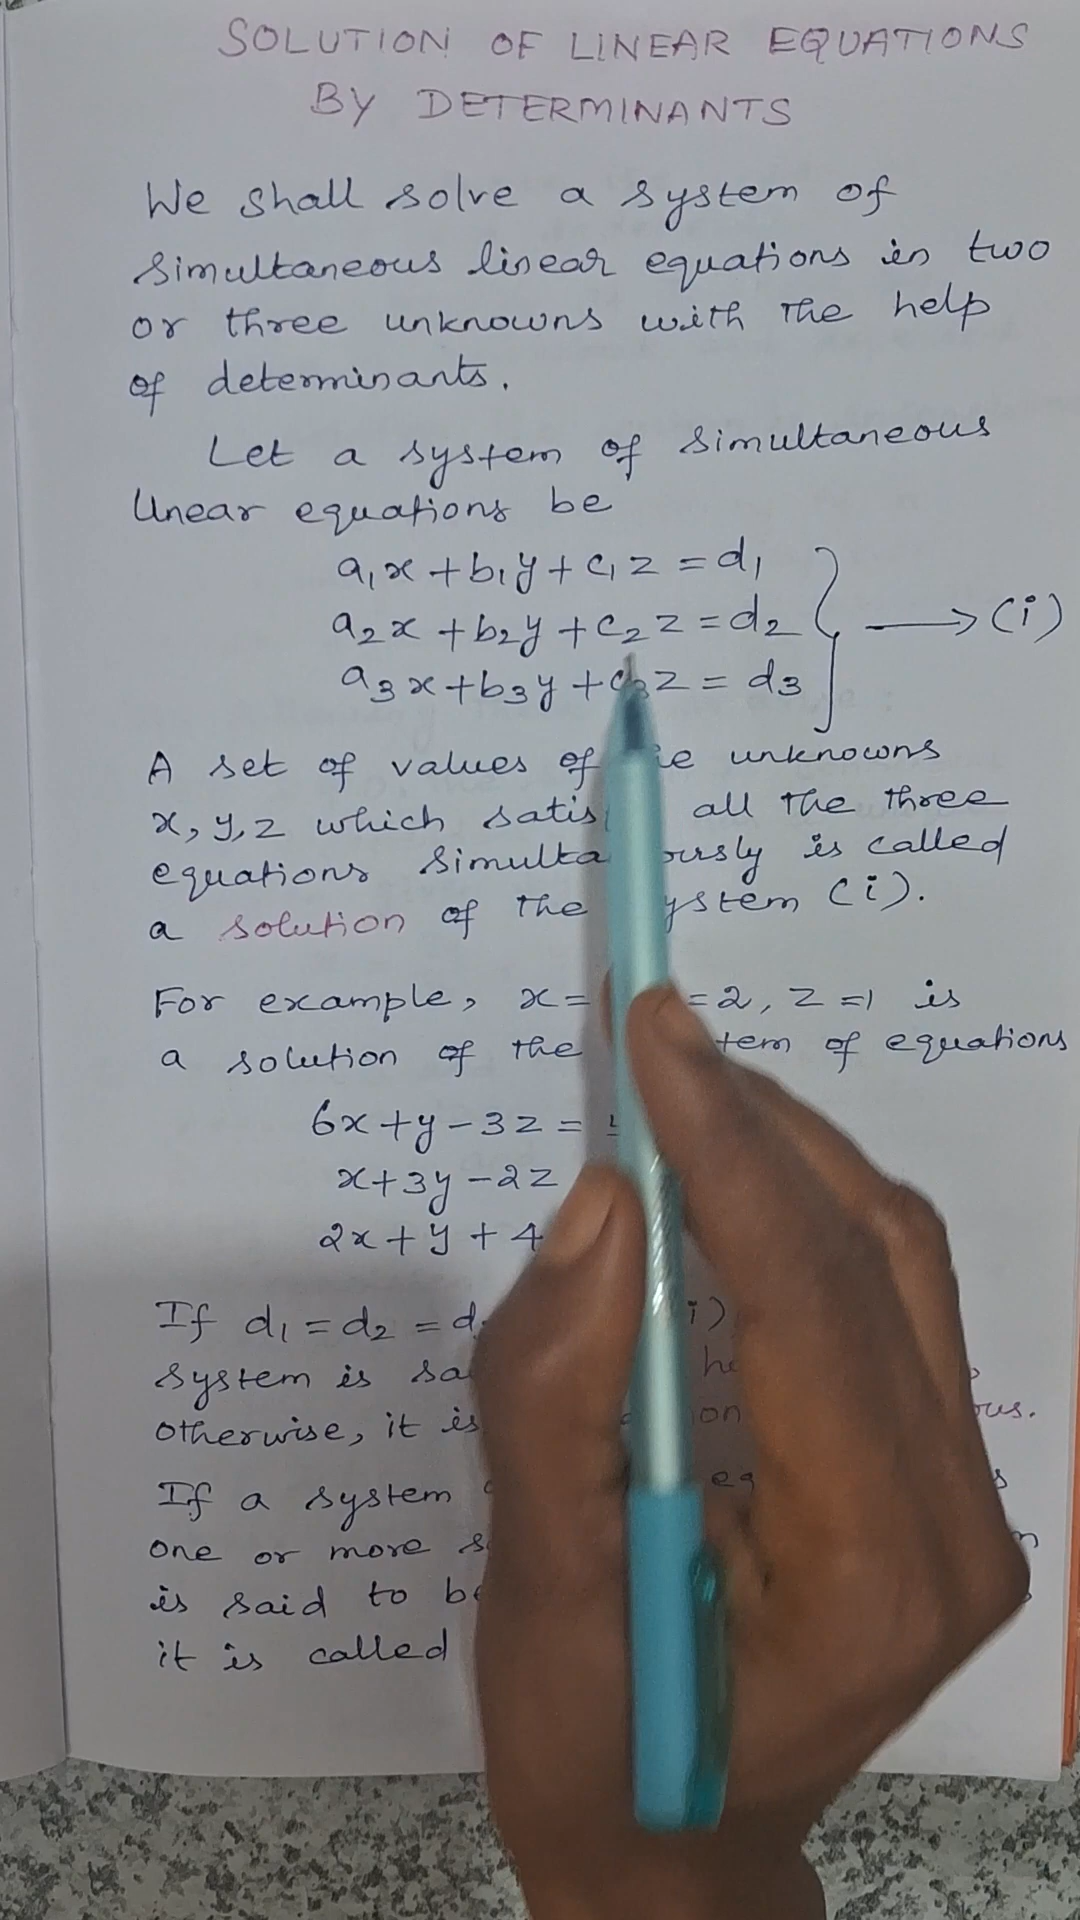 SOLUTION OF LINEAR EQUATIONS
BY DETERMINANTS
We shall solve a system of
simultaneous linear equations in two
or three unknowns with the help
of determinants.
Let a system of simultaneous
linear equations be
a₁x + b₁y + c₁z = d₁
a₂x + b₂y + c₂z = d₂ → (i)
a₃x + b₃y + c₃z = d₃
A set of values of unknowns
x, y, z which all the three
equations is called
a solution of the system (i).
For example, x = = 2, z = 1 is
a solution of the of equations
6x + y - 3z =
x + 3y - 2z
2x + y + 4
If d₁ = d₂ =
system is
otherwise, it is
If a system
one or more
is said to
it is called